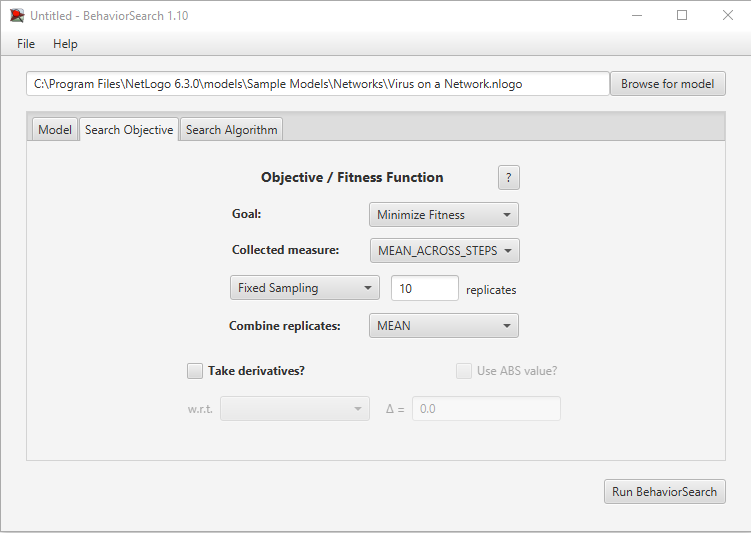 Untitled - BehaviorSearch 1.10
File Help
C:\Program Files\NetLogo 6.3.0\models\Sample Models\Networks\Virus on a Network.nlogo Browse for model
Model Search Objective Search Algorithm
Objective / Fitness Function ?
Goal: Minimize Fitness
Collected measure: MEAN_ACROSS_STEPS
Fixed Sampling 10 replicates
Combine replicates: MEAN
Take derivatives? Use ABS value?
w.r.t. Δ = 0.0
Run BehaviorSearch